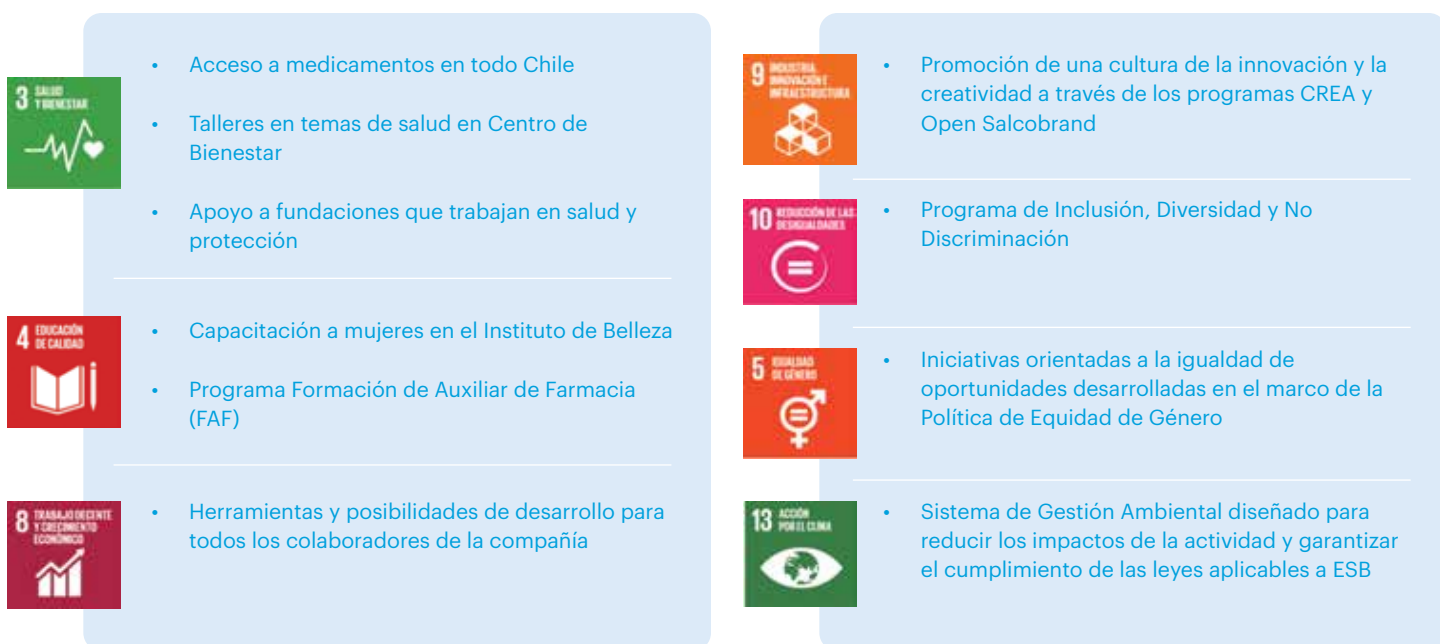 3 SALUD
Y BIENESTAR
• Acceso a medicamentos en todo Chile
• Talleres en temas de salud en Centro de
Bienestar
• Apoyo a fundaciones que trabajan en salud y
protección
4 EDUCACIÓN
DE CALIDAD
• Capacitación a mujeres en el Instituto de Belleza
• Programa Formación de Auxiliar de Farmacia
(FAF)
8 TRABAJO DECENTE
Y CRECIMIENTO
ECONÓMICO
• Herramientas y posibilidades de desarrollo para
todos los colaboradores de la compañía
9 INDUSTRIA,
INNOVACIÓN E
INFRAESTRUCTURA
• Promoción de una cultura de la innovación y la
creatividad a través de los programas CREA y
Open Salcobrand
10 REDUCCIÓN DE LAS
DESIGUALDADES
• Programa de Inclusión, Diversidad y No
Discriminación
5 IGUALDAD
DE GÉNERO
• Iniciativas orientadas a la igualdad de
oportunidades desarrolladas en el marco de la
Política de Equidad de Género
13 ACCIÓN
POR EL CLIMA
• Sistema de Gestión Ambiental diseñado para
reducir los impactos de la actividad y garantizar
el cumplimiento de las leyes aplicables a ESB